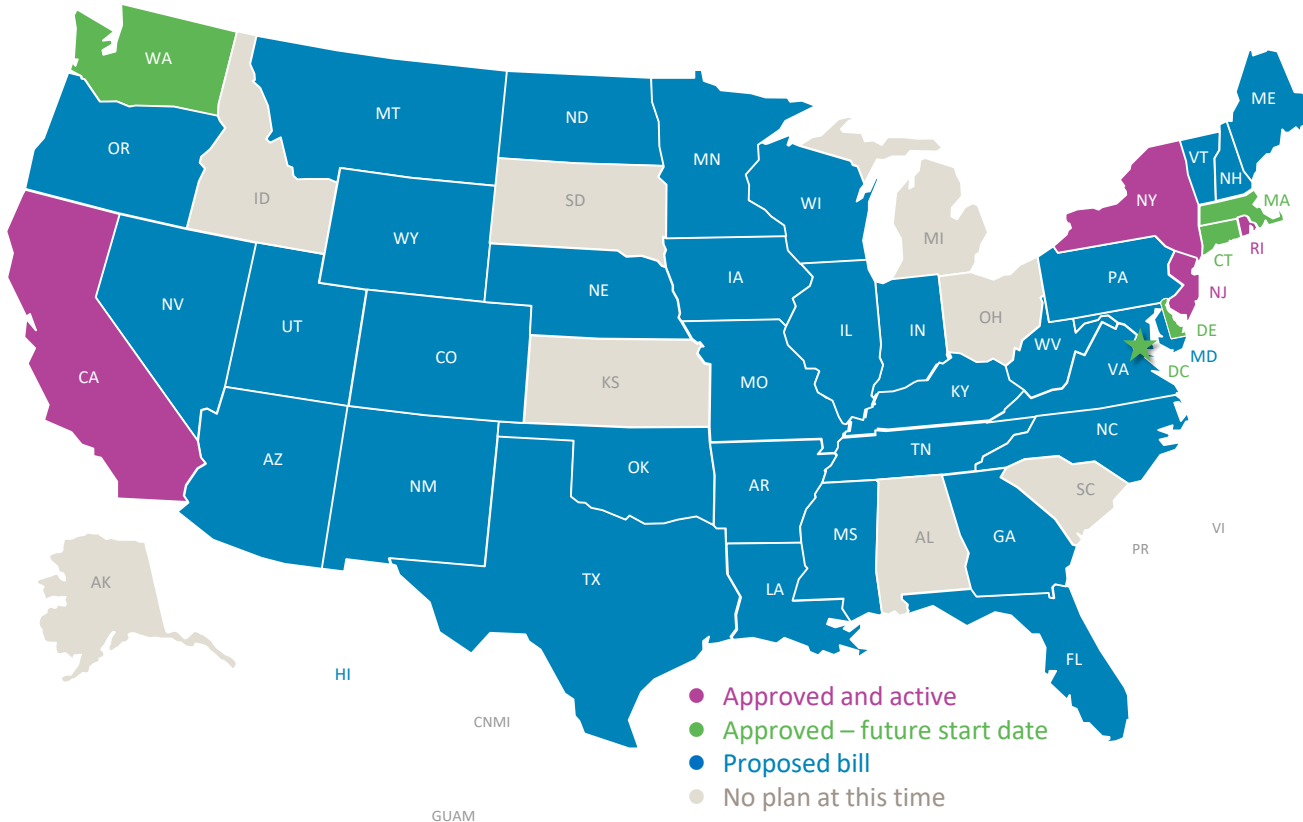 WA
ME
MT
ND
OR
MN
VT
NH
ID
SD
WI
NY
MA
WY
MI
RI
CT
IA
PA
NV
NE
NJ
UT
IL
IN
OH
DE
CO
WV
MD
CA
KS
MO
VA
DC
KY
NC
AZ
OK
TN
NM
AR
SC
VI
MS
AL
GA
PR
AK
TX
LA
FL
HI
Approved and active
CNMI
Approved – future start date
Proposed bill
No plan at this time
GUAM